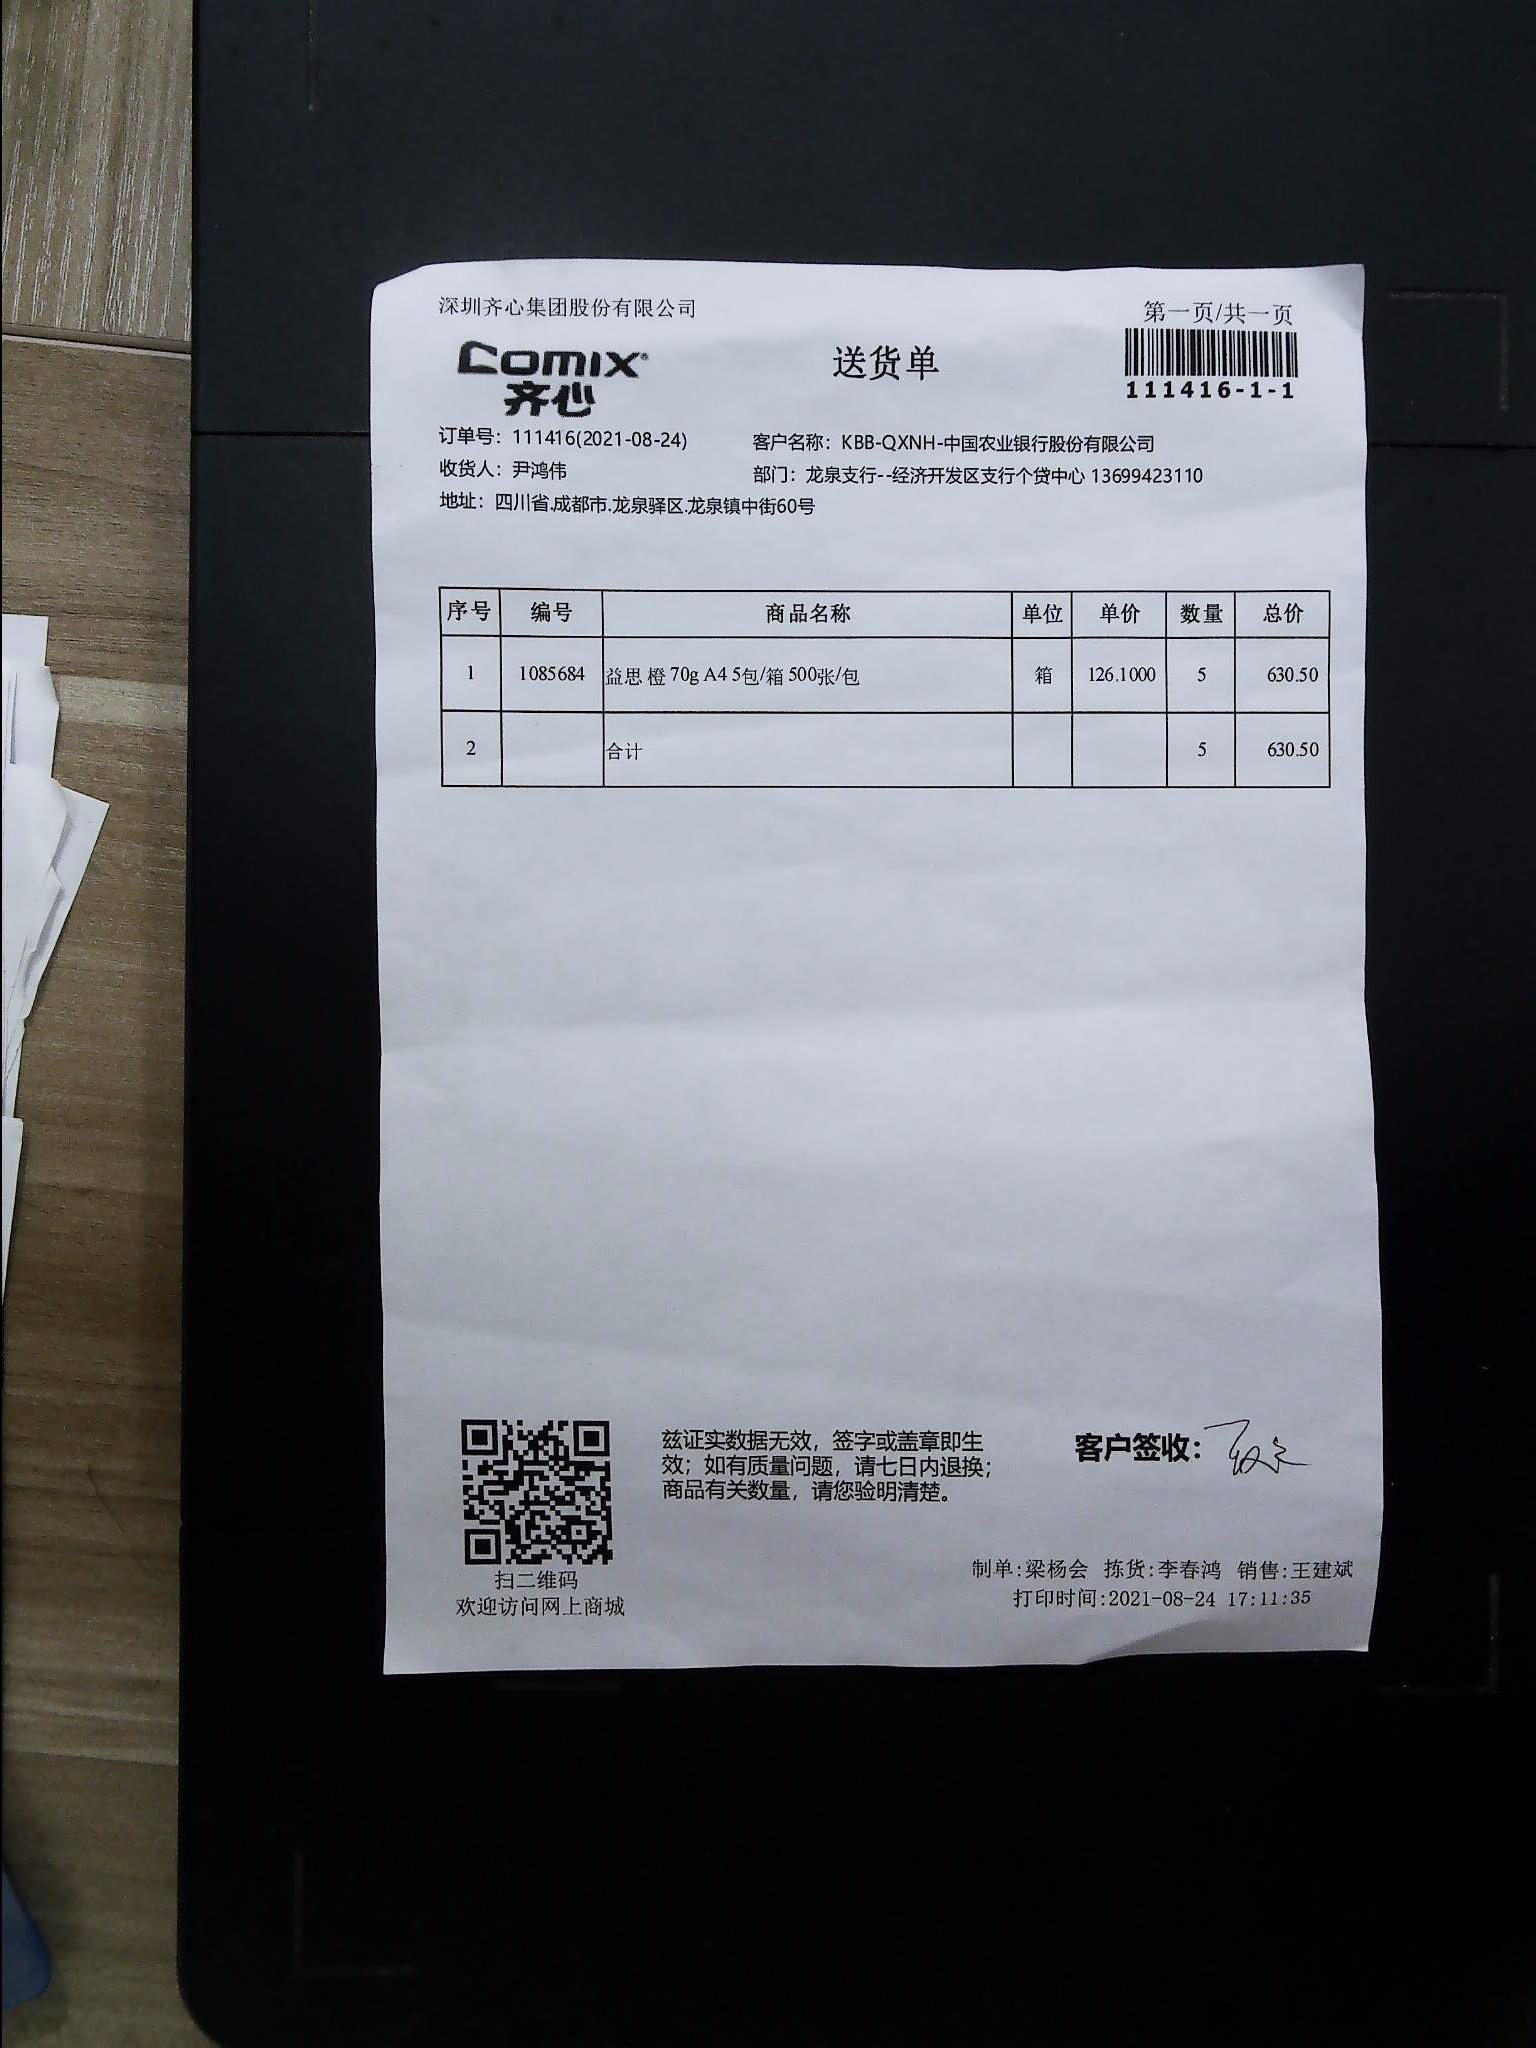 深圳齐心集团股份有限公司
第一页/共一页
comix
齐心
送货单
111416-1-1
订单号：111416(2021-08-24) 客户名称：KBB-QXNH-中国农业银行股份有限公司
收货人：尹鸿伟 部门：龙泉支行--经济开发区支行个贷中心 13699423110
地址：四川省.成都市.龙泉驿区.龙泉镇中街60号
序号 编号 商品名称 单位 单价 数量 总价
1 1085684 益思 橙 70g A4 5包/箱 500张/包 箱 126.1000 5 630.50
2 合计 5 630.50
兹证实数据无效，签字或盖章即生
效；如有质量问题，请七日内退换；
商品有关数量，请您验明清楚。
客户签收：
扫二维码
欢迎访问网上商城
制单:梁杨会 拣货:李春鸿 销售:王建斌
打印时间:2021-08-24 17:11:35